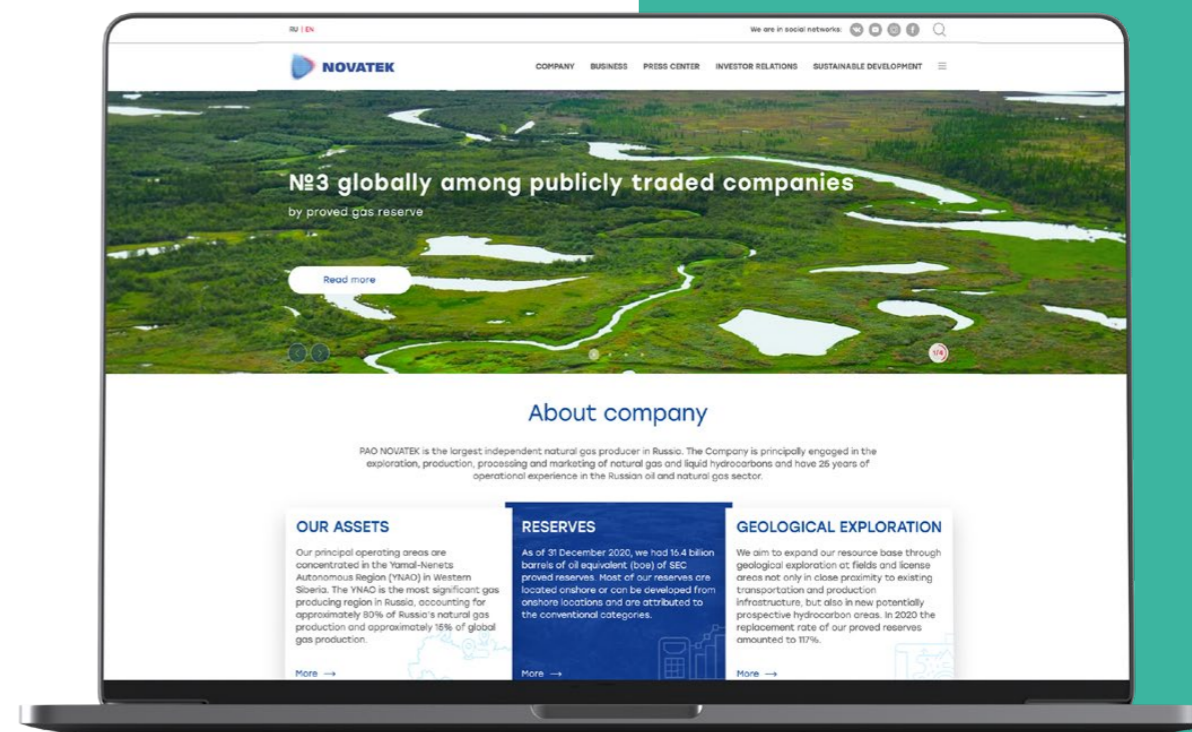 RU | EN
We are in social networks:
NOVATEK
COMPANY BUSINESS PRESS CENTER INVESTOR RELATIONS SUSTAINABLE DEVELOPMENT
№3 globally among publicly traded companies
by proved gas reserve
Read more
1/4
About company
PAO NOVATEK is the largest independent natural gas producer in Russia. The Company is principally engaged in the
exploration, production, processing and marketing of natural gas and liquid hydrocarbons and have 25 years of
operational experience in the Russian oil and natural gas sector.
OUR ASSETS
Our principal operating areas are
concentrated in the Yamal-Nenets
Autonomous Region (YNAO) in Western
Siberia. The YNAO is the most significant gas
producing region in Russia, accounting for
approximately 80% of Russia's natural gas
production and approximately 15% of global
gas production.
More →
RESERVES
As of 31 December 2020, we had 16.4 billion
barrels of oil equivalent (boe) of SEC
proved reserves. Most of our reserves are
located onshore or can be developed from
onshore locations and are attributed to
the conventional categories.
More →
GEOLOGICAL EXPLORATION
We aim to expand our resource base through
geological exploration at fields and license
areas not only in close proximity to existing
transportation and production
infrastructure, but also in new potentially
prospective hydrocarbon areas. In 2020 the
replacement rate of our proved reserves
amounted to 117%.
More →